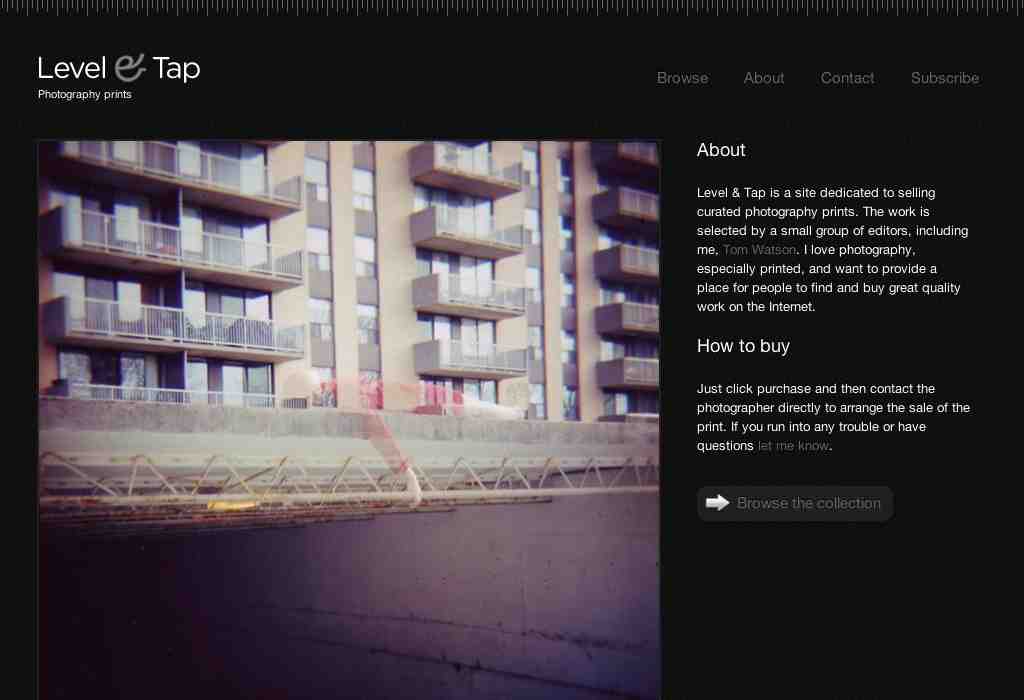 Level & Tap
Photography prints
Browse About Contact Subscribe
About
Level & Tap is a site dedicated to selling
curated photography prints. The work is
selected by a small group of editors, including
me, Tom Watson. I love photography,
especially printed, and want to provide a
place for people to find and buy great quality
work on the Internet.
How to buy
Just click purchase and then contact the
photographer directly to arrange the sale of the
print. If you run into any trouble or have
questions let me know.
Browse the collection